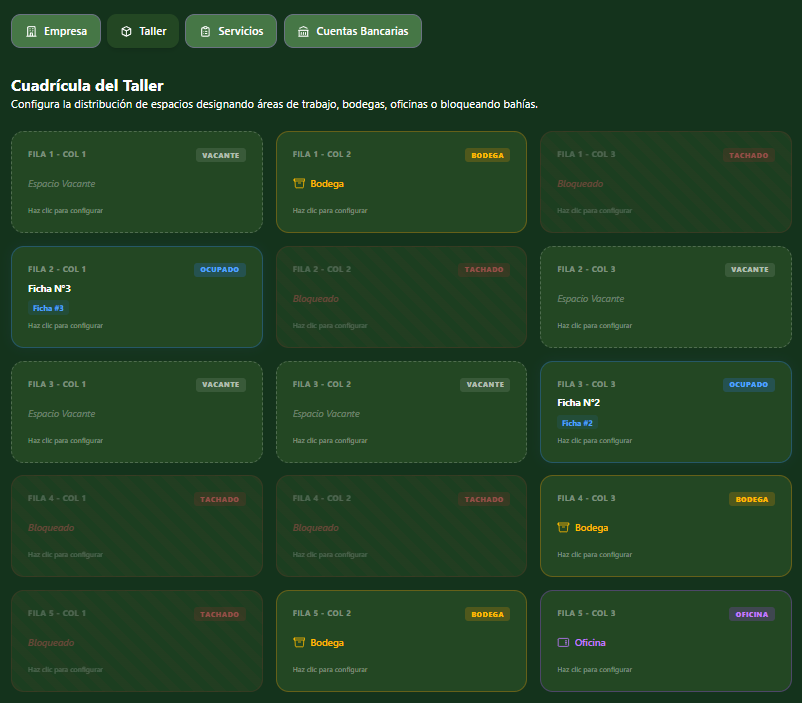 Empresa
Taller
Servicios
Cuentas Bancarias
Cuadrícula del Taller
Configura la distribución de espacios designando áreas de trabajo, bodegas, oficinas o bloqueando bahías.
FILA 1 - COL 1
VACANTE
Espacio Vacante
Haz clic para configurar
FILA 1 - COL 2
BODEGA
Bodega
Haz clic para configurar
FILA 1 - COL 3
TACHADO
Bloqueado
Haz clic para configurar
FILA 2 - COL 1
OCUPADO
Ficha N°3
Ficha #3
Haz clic para configurar
FILA 2 - COL 2
TACHADO
Bloqueado
Haz clic para configurar
FILA 2 - COL 3
VACANTE
Espacio Vacante
Haz clic para configurar
FILA 3 - COL 1
VACANTE
Espacio Vacante
Haz clic para configurar
FILA 3 - COL 2
VACANTE
Espacio Vacante
Haz clic para configurar
FILA 3 - COL 3
OCUPADO
Ficha N°2
Ficha #2
Haz clic para configurar
FILA 4 - COL 1
TACHADO
Bloqueado
Haz clic para configurar
FILA 4 - COL 2
TACHADO
Bloqueado
Haz clic para configurar
FILA 4 - COL 3
BODEGA
Bodega
Haz clic para configurar
FILA 5 - COL 1
TACHADO
Bloqueado
Haz clic para configurar
FILA 5 - COL 2
BODEGA
Bodega
Haz clic para configurar
FILA 5 - COL 3
OFICINA
Oficina
Haz clic para configurar